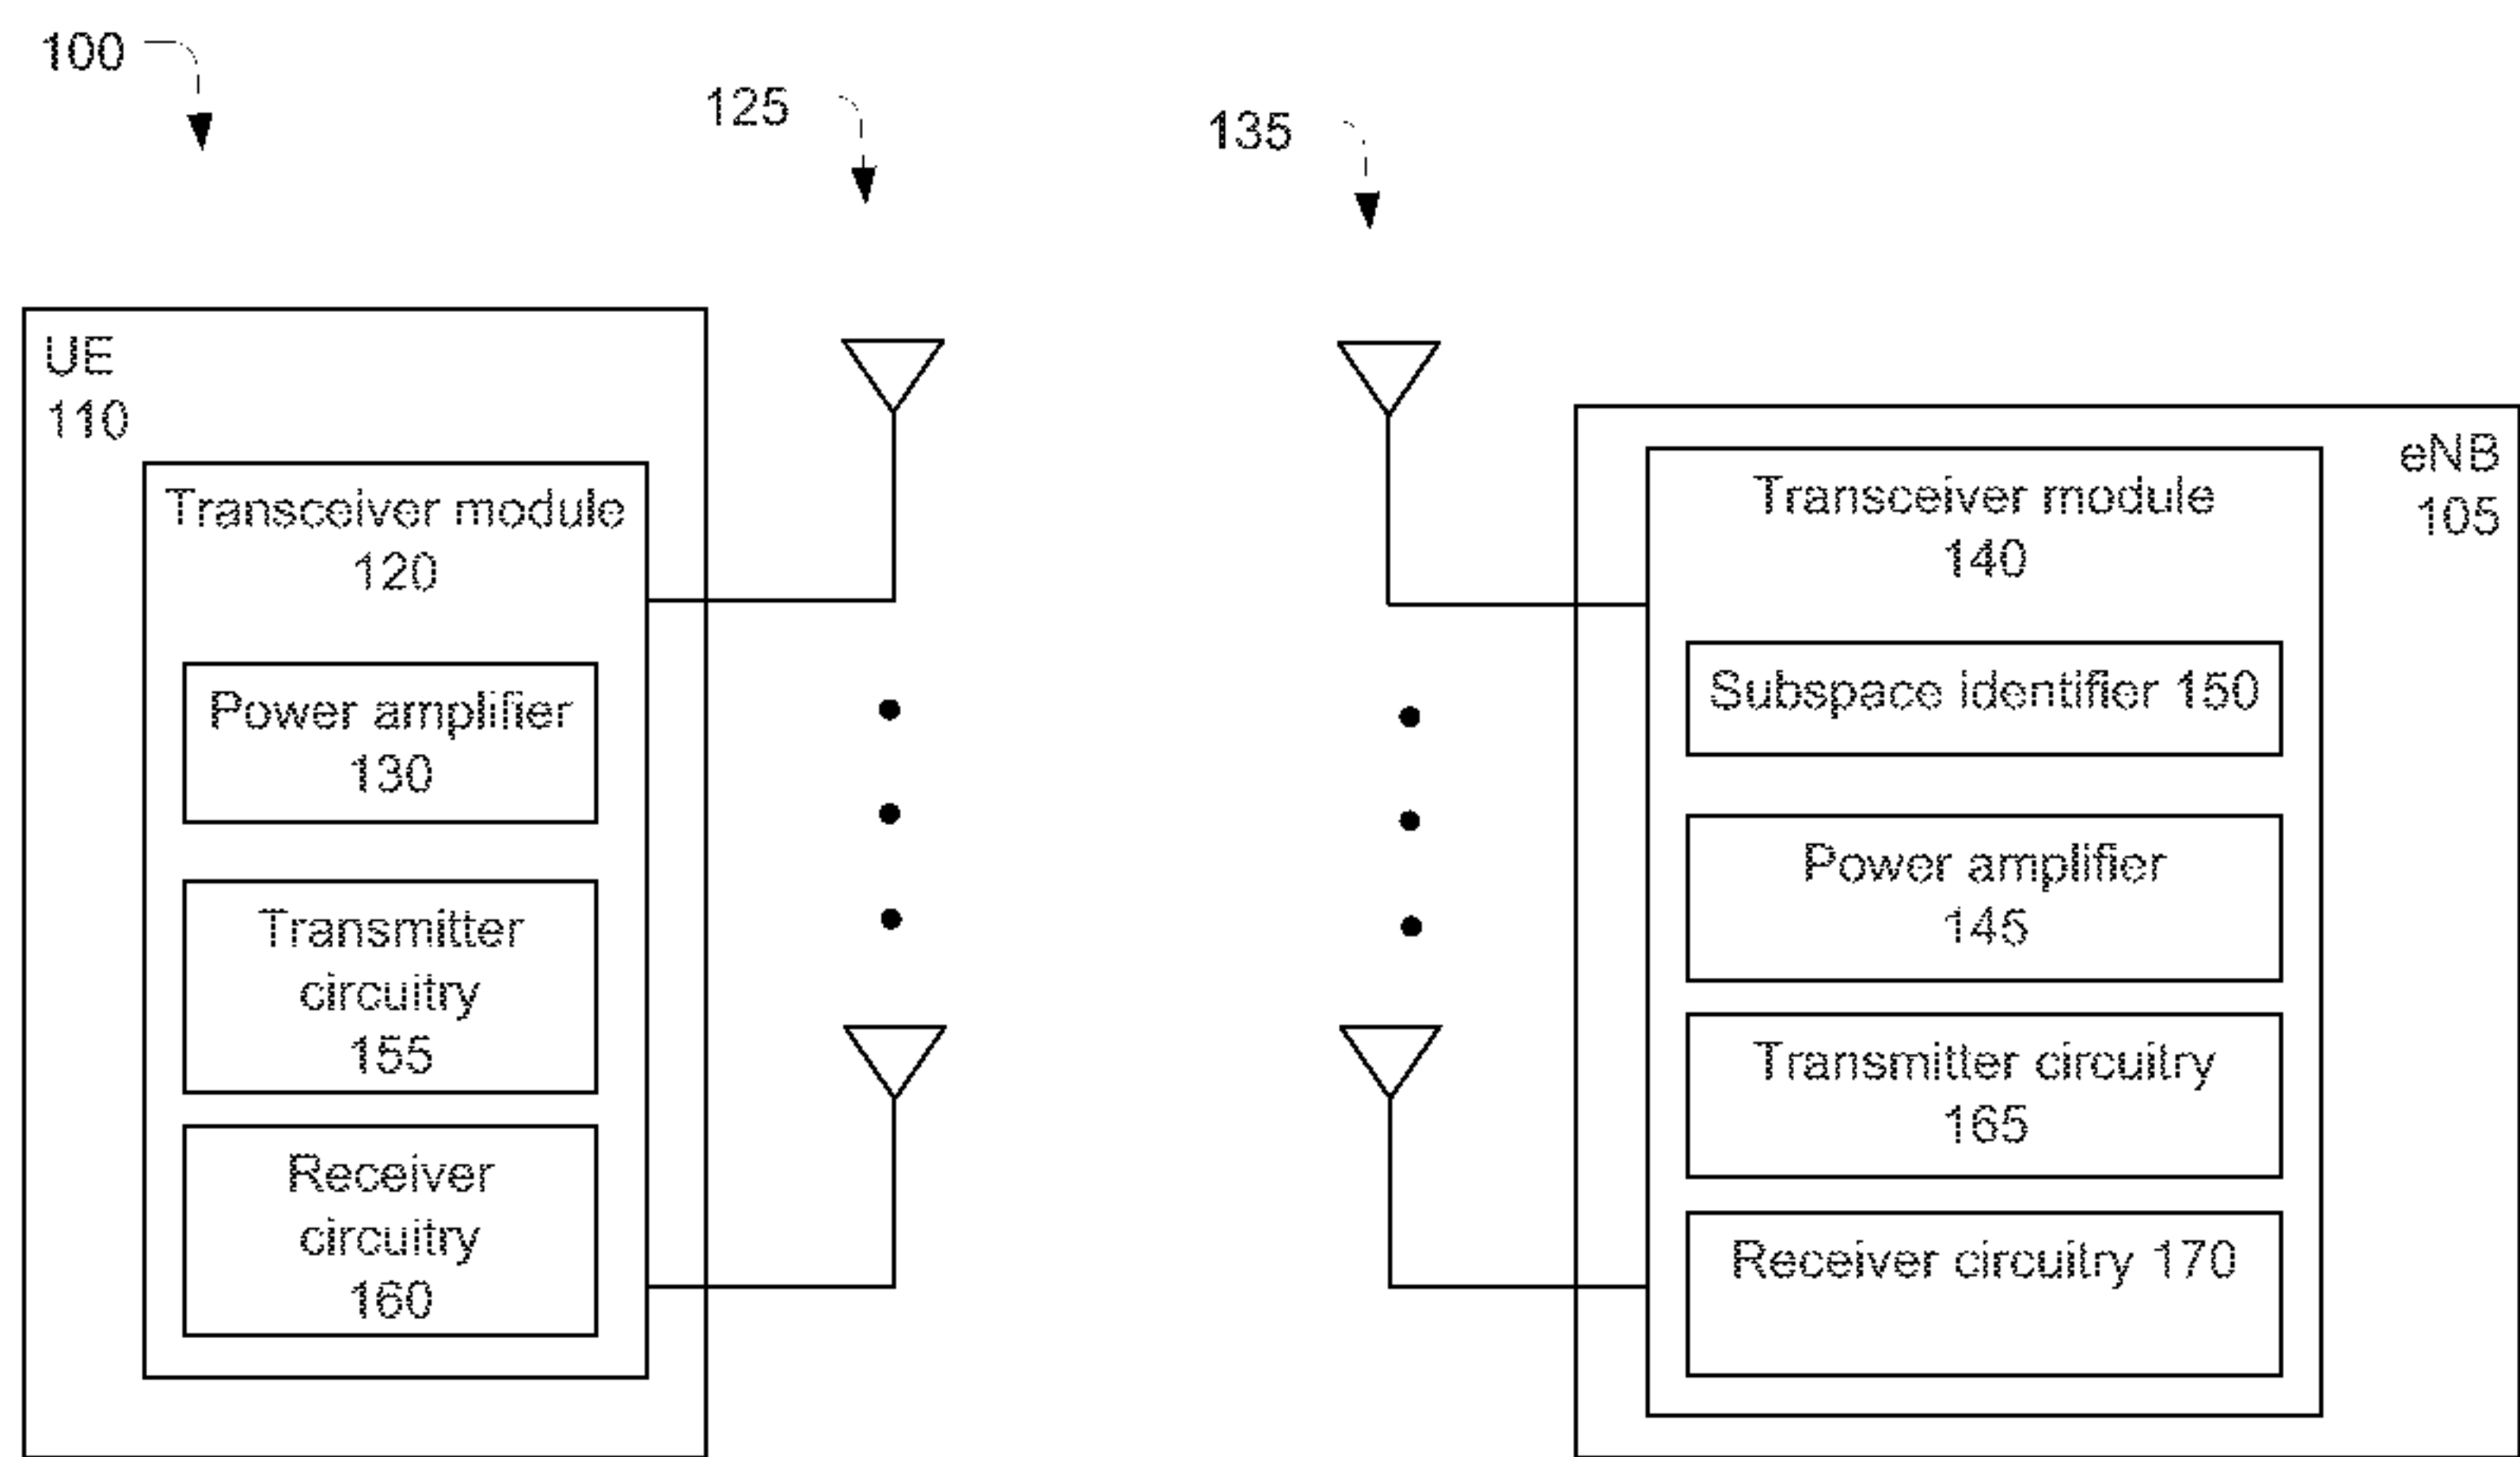 100
125
135
UE
110
Transceiver module
120
Power amplifier
130
Transmitter
circuitry
155
Receiver
circuitry
160
eNB
105
Transceiver module
140
Subspace identifier 150
Power amplifier
145
Transmitter circuitry
165
Receiver circuitry 170